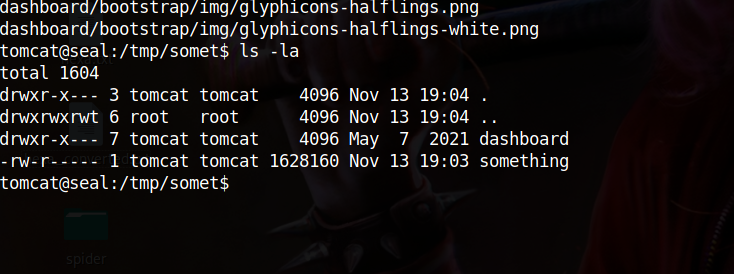 dashboard/bootstrap/img/glyphicons-halflings.png
dashboard/bootstrap/img/glyphicons-halflings-white.png
tomcat@seal:/tmp/somet$ ls -la
total 1604
drwxr-x--- 3 tomcat tomcat    4096 Nov 13 19:04 .
drwxrwxrwt 6 root   root      4096 Nov 13 19:04 ..
drwxr-x--- 7 tomcat tomcat    4096 May  7  2021 dashboard
-rw-r----- 1 tomcat tomcat 1628160 Nov 13 19:03 something
tomcat@seal:/tmp/somet$
spider